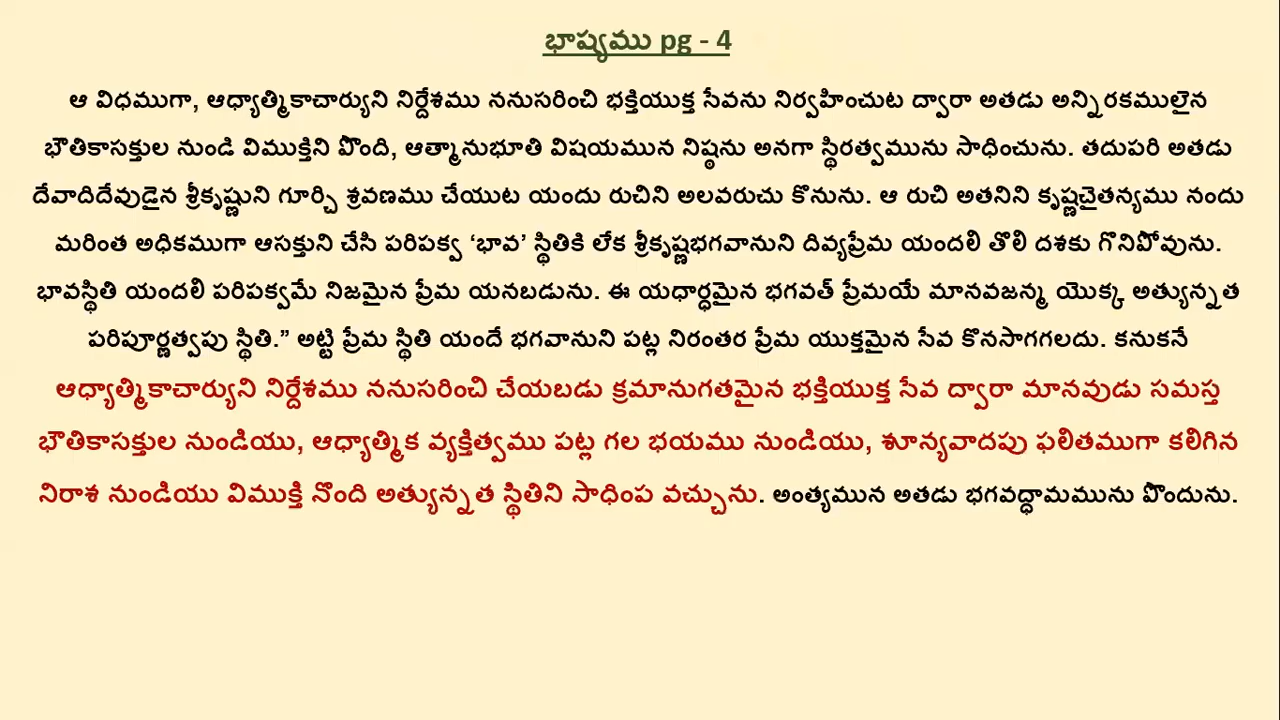 భాష్యము pg - 4
ఆ విధముగా, ఆధ్యాత్మికాచార్యుని నిర్దేశము ననుసరించి భక్తియుక్త సేవను నిర్వహించుట ద్వారా అతడు అన్నిరకములైన
భౌతికాసక్తుల నుండి విముక్తిని పొంది, ఆత్మానుభూతి విషయమున నిష్ఠను అనగా స్థిరత్వమును సాధించును. తదుపరి అతడు
దేవాదిదేవుడైన శ్రీకృష్ణుని గూర్చి శ్రవణము చేయుట యందు రుచిని అలవరుచు కొనును. ఆ రుచి అతనిని కృష్ణచైతన్యము నందు
మరింత అధికముగా ఆసక్తుని చేసి పరిపక్వ ‘భావ’ స్థితికి లేక శ్రీకృష్ణభగవానుని దివ్యప్రేమ యందలి తొలి దశకు గొనిపోవును.
భావస్థితి యందలి పరిపక్వమే నిజమైన ప్రేమ యనబడును. ఈ యధార్థమైన భగవత్ ప్రేమయే మానవజన్మ యొక్క అత్యున్నత
పరిపూర్ణత్వపు స్థితి.” అట్టి ప్రేమ స్థితి యందే భగవానుని పట్ల నిరంతర ప్రేమ యుక్తమైన సేవ కొనసాగగలదు. కనుకనే
ఆధ్యాత్మికాచార్యుని నిర్దేశము ననుసరించి చేయబడు క్రమానుగతమైన భక్తియుక్త సేవ ద్వారా మానవుడు సమస్త
భౌతికాసక్తుల నుండియు, ఆధ్యాత్మిక వ్యక్తిత్వము పట్ల గల భయము నుండియు, శూన్యవాదపు ఫలితముగా కలిగిన
నిరాశ నుండియు విముక్తి నొంది అత్యున్నత స్థితిని సాధింప వచ్చును. అంత్యమున అతడు భగవద్ధామమును పొందును.